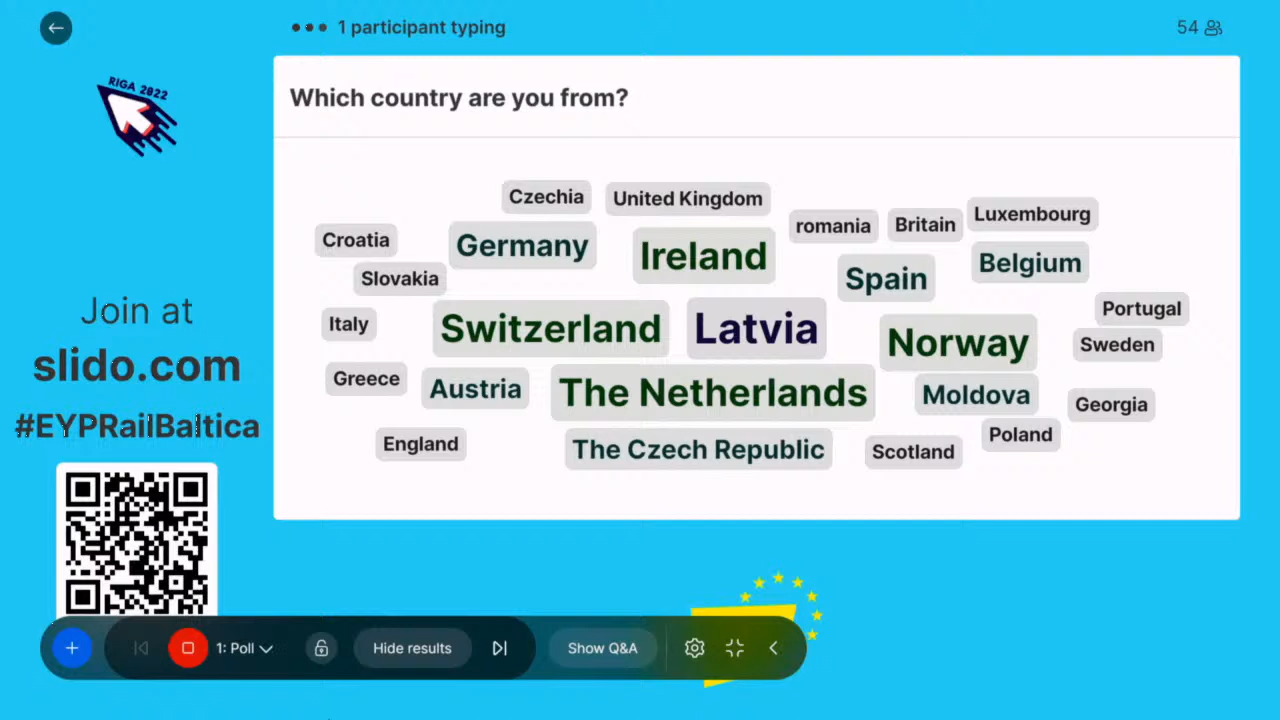 1 participant typing
54
RIGA 2022
Which country are you from?
Czechia
United Kingdom
Luxembourg
romania
Britain
Croatia
Germany
Ireland
Belgium
Slovakia
Spain
Portugal
Italy
Switzerland
Latvia
Norway
Sweden
Greece
Austria
The Netherlands
Moldova
Georgia
England
The Czech Republic
Scotland
Poland
Join at
slido.com
#EYPRailBaltica
1: Poll
Hide results
Show Q&A